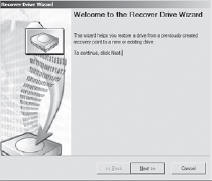 Recover Drive Wizard
Welcome to the Recover Drive Wizard
This wizard helps you restore a drive from a previously created
recovery point to a new or existing drive.
To continue, click Next.
< Back
Next >
Cancel